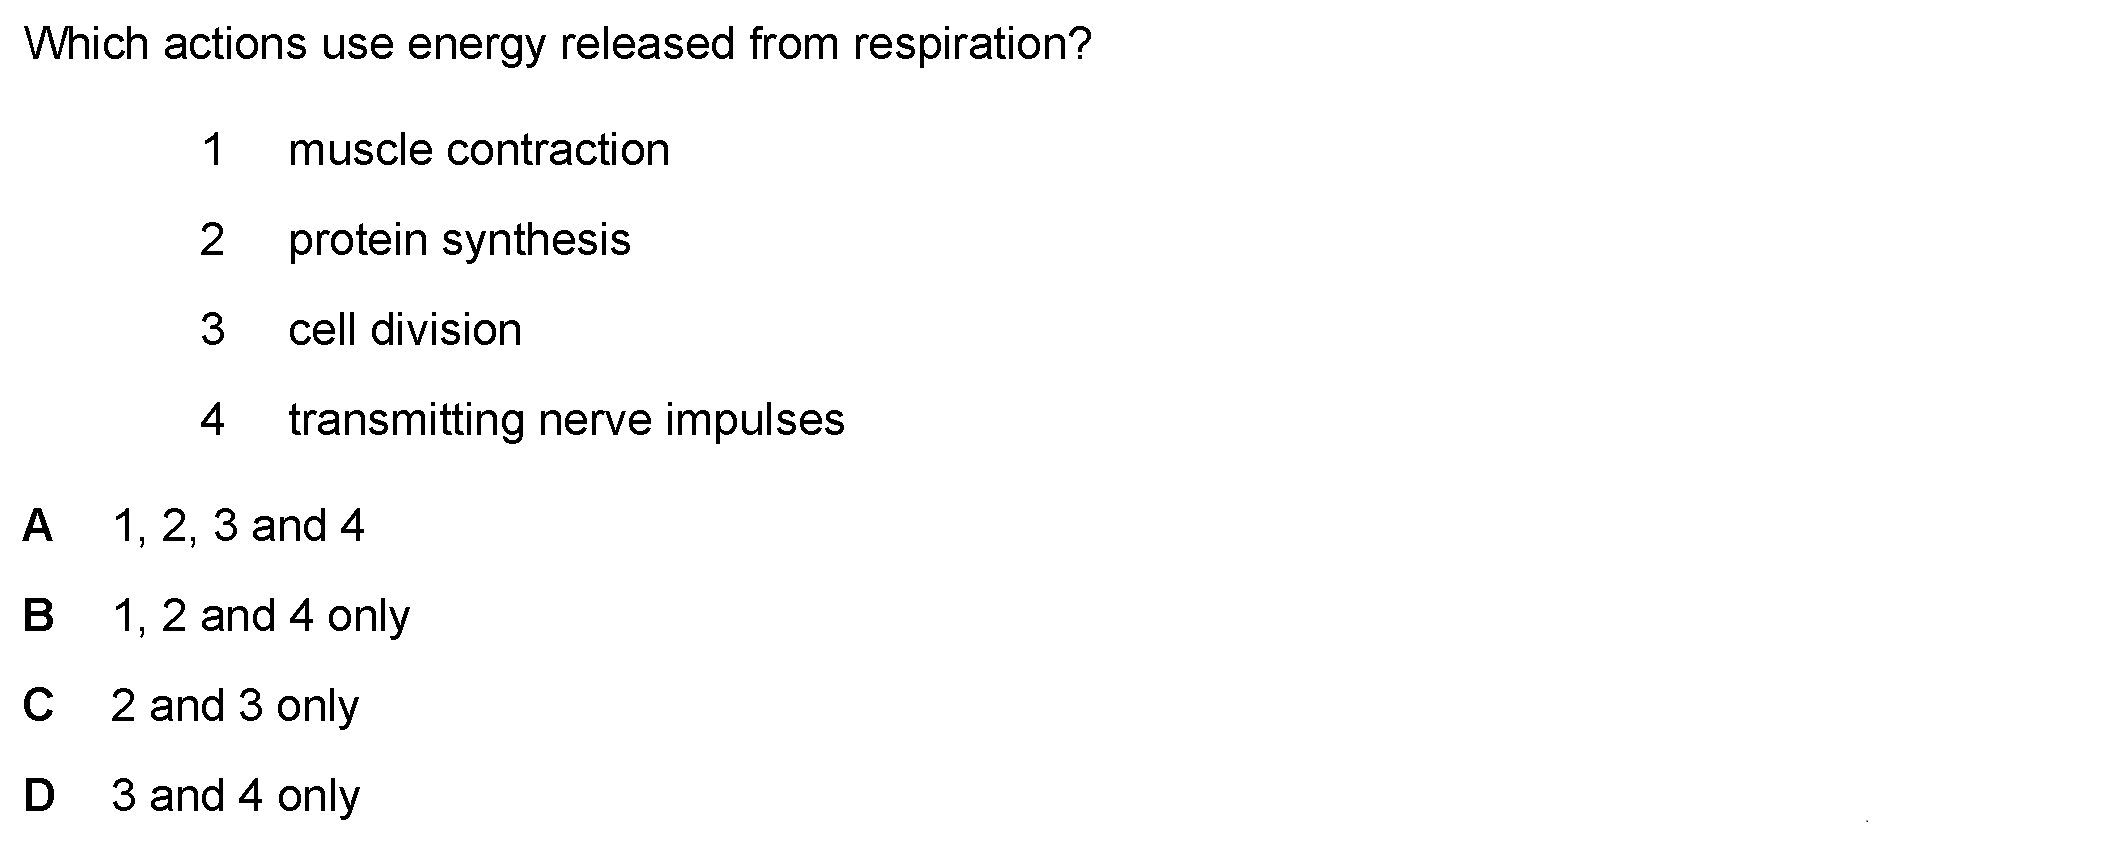 Which actions use energy released from respiration?
1 muscle contraction
2 protein synthesis
3 cell division
4 transmitting nerve impulses
A 1, 2, 3 and 4
B 1, 2 and 4 only
C 2 and 3 only
D 3 and 4 only